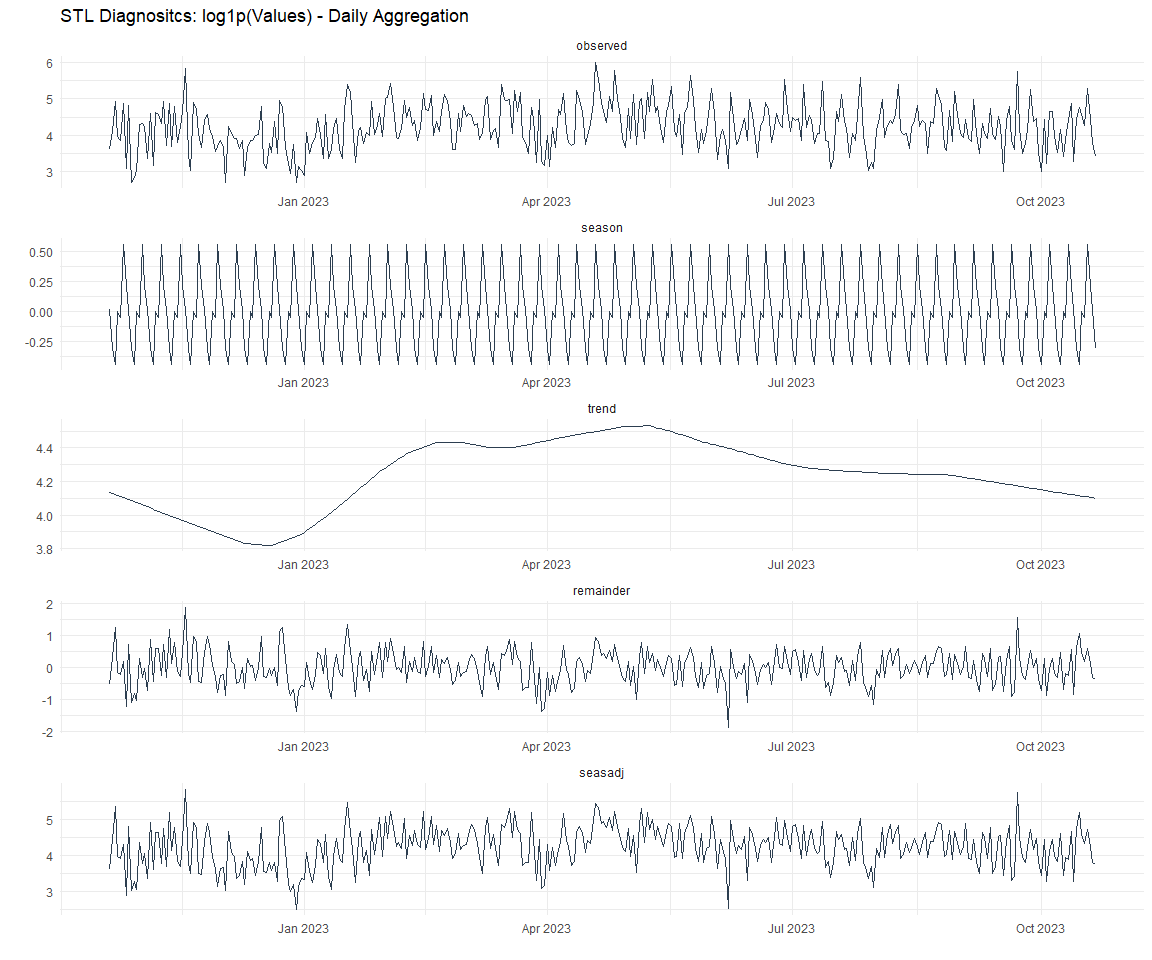 STL Diagnositcs: log1p(Values) - Daily Aggregation
observed
6
5
4
3
Jan 2023 Apr 2023 Jul 2023 Oct 2023
season
0.50
0.25
0.00
-0.25
Jan 2023 Apr 2023 Jul 2023 Oct 2023
trend
4.4
4.2
4.0
3.8
Jan 2023 Apr 2023 Jul 2023 Oct 2023
remainder
2
1
0
-1
-2
Jan 2023 Apr 2023 Jul 2023 Oct 2023
seasadj
5
4
3
Jan 2023 Apr 2023 Jul 2023 Oct 2023